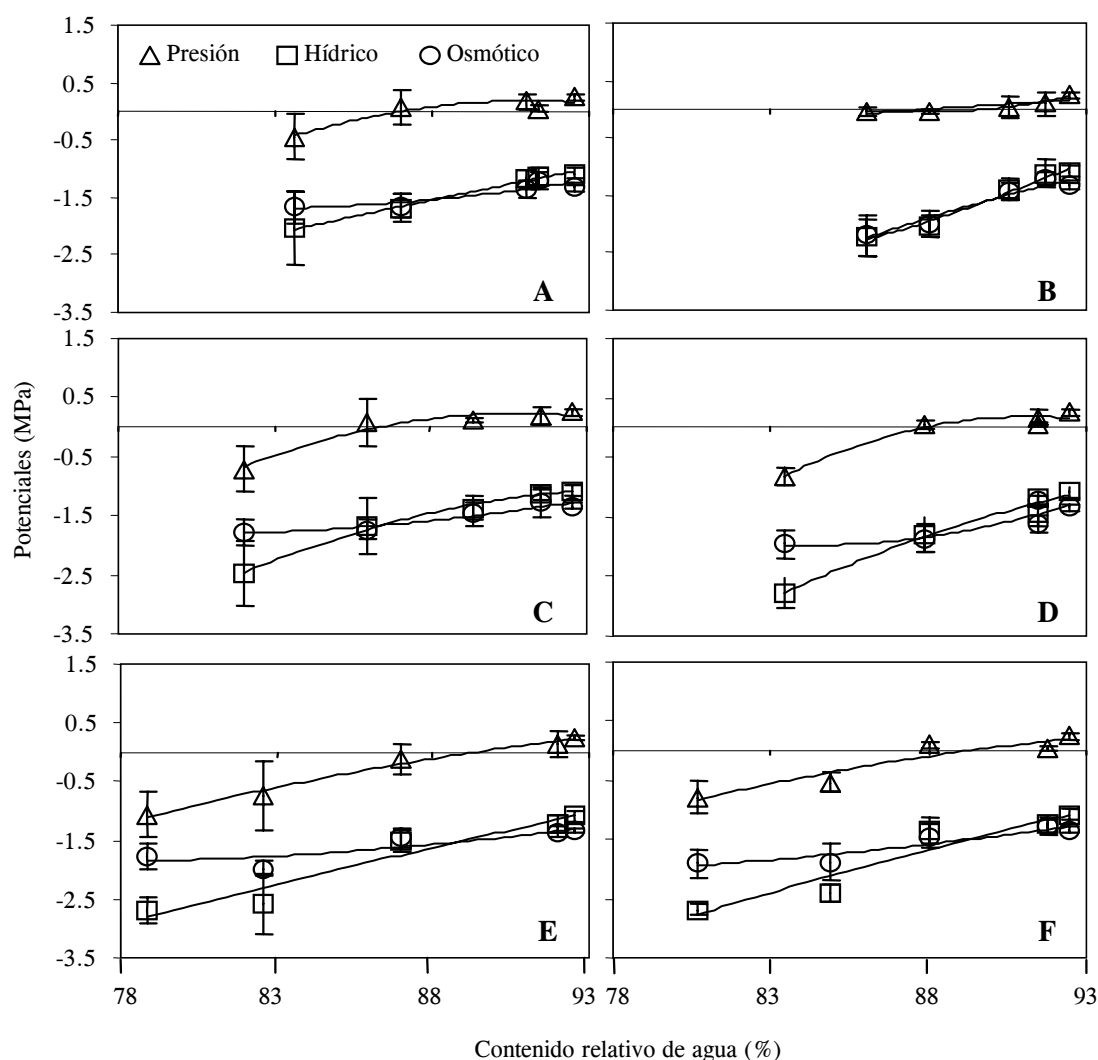 1.5
Presión Hídrico Osmótico
0.5
-0.5
-1.5
-2.5
A B
-3.5
1.5
0.5
-0.5
-1.5
-2.5
C D
-3.5
1.5
0.5
-0.5
-1.5
-2.5
E F
-3.5
78 83 88 93 78 83 88 93
Potenciales (MPa)
Contenido relativo de agua (%)